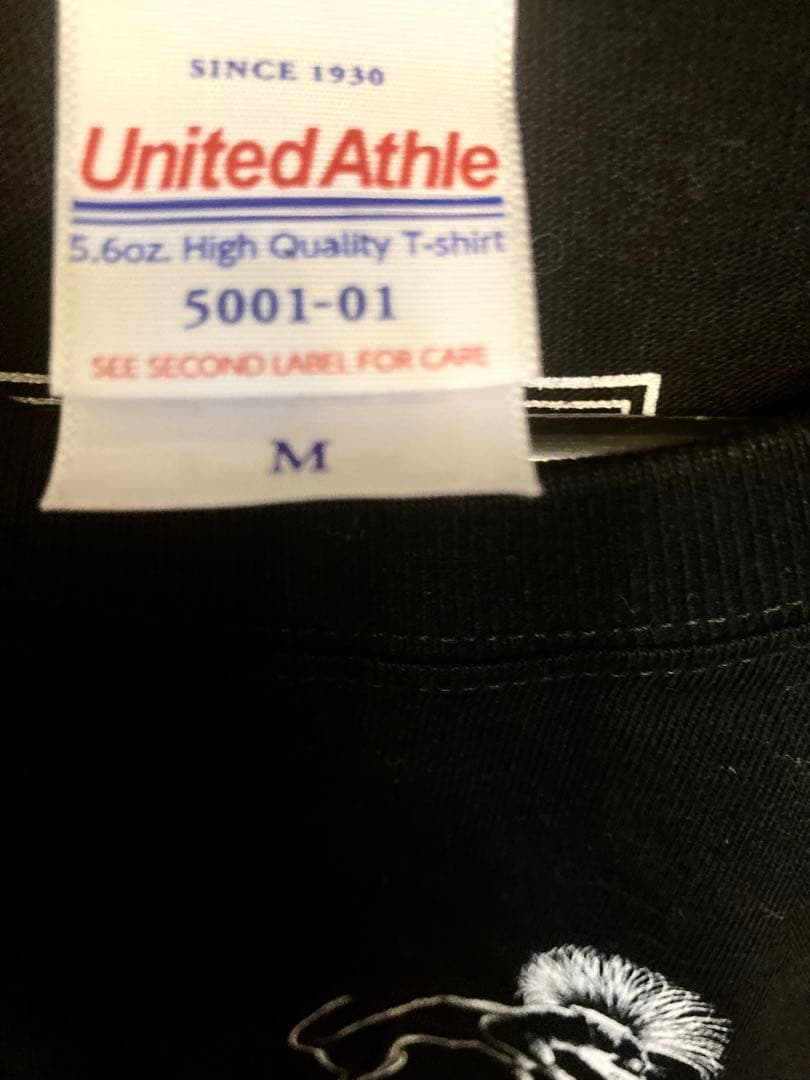 SINCE 1930
United Athle
5.6oz. High Quality T-shirt
5001-01
SEE SECOND LABEL FOR CARE
M